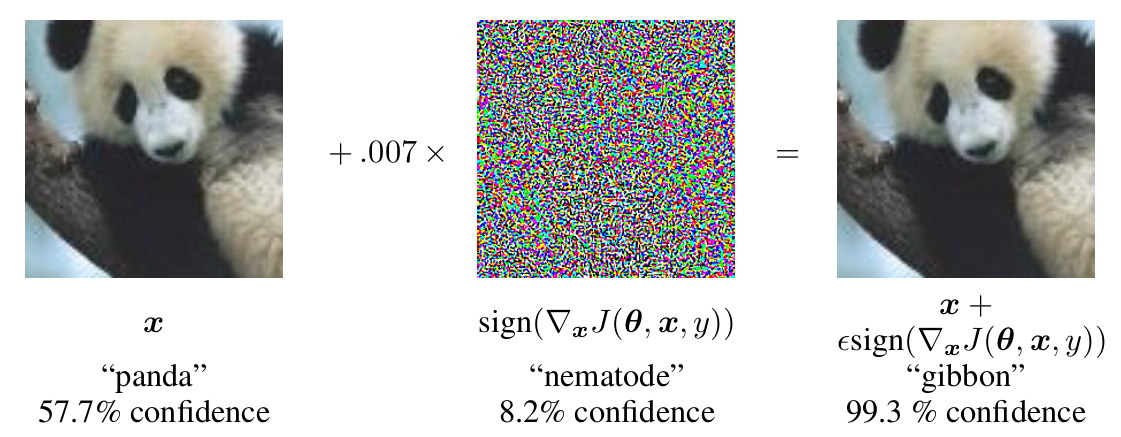 + .007 ×
=
x
sign(∇ₓJ(θ, x, y))
x +
ϵsign(∇ₓJ(θ, x, y))
“panda”
“nematode”
“gibbon”
57.7% confidence
8.2% confidence
99.3 % confidence